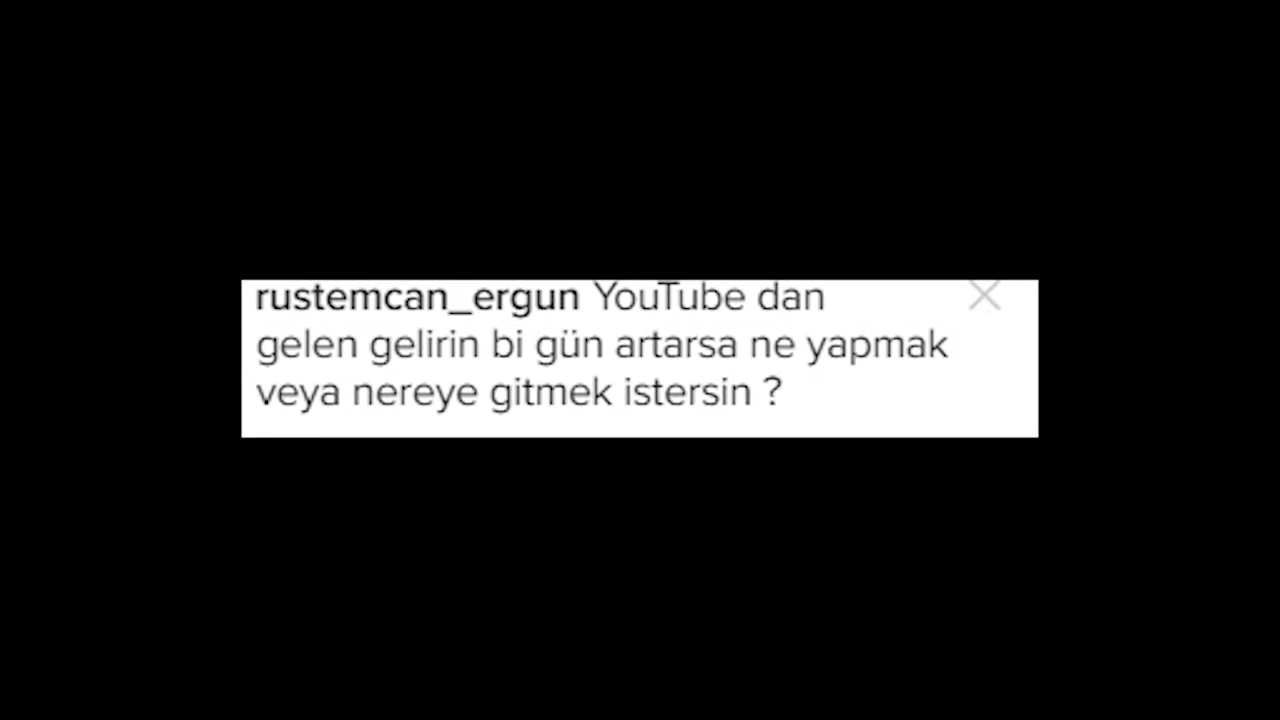 rustemcan_ergun YouTube dan
gelen gelirin bi gün artarsa ne yapmak
veya nereye gitmek istersin ?